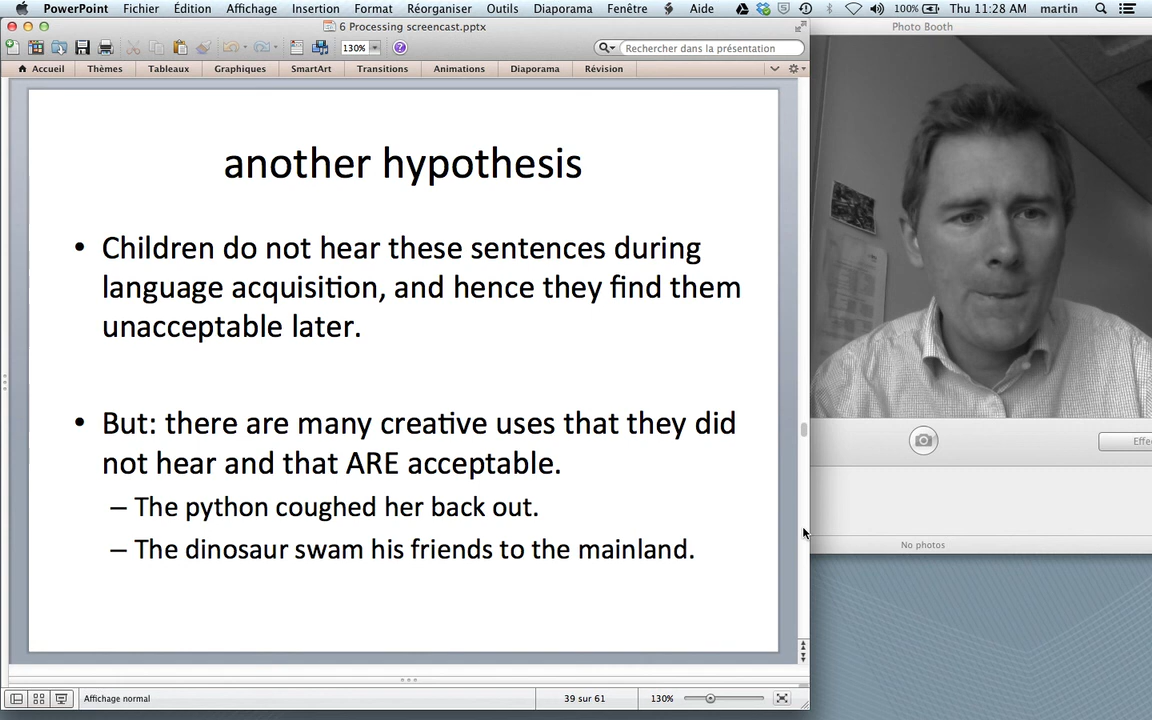 PowerPoint Fichier Édition Affichage Insertion Format Réorganiser Outils Diaporama Fenêtre Aide 100% Thu 11:28 AM martin
6 Processing screencast.pptx
Photo Booth
130% Rechercher dans la présentation
Accueil Thèmes Tableaux Graphiques SmartArt Transitions Animations Diaporama Révision
another hypothesis
• Children do not hear these sentences during
language acquisition, and hence they find them
unacceptable later.
• But: there are many creative uses that they did
not hear and that ARE acceptable.
– The python coughed her back out.
– The dinosaur swam his friends to the mainland.
Effe
No photos
Affichage normal 39 sur 61 130%